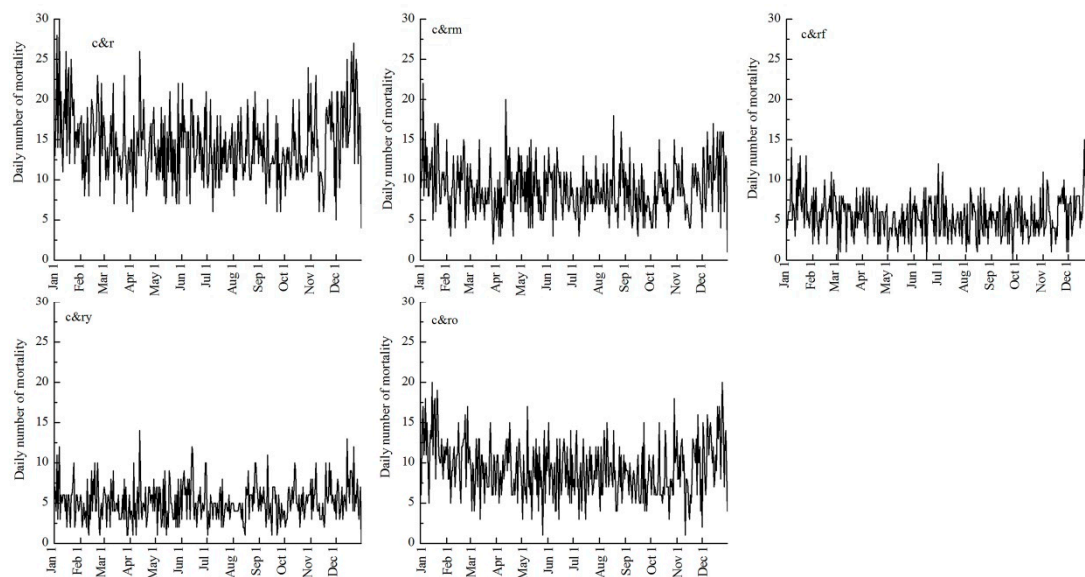 30
25
20
15
10
5
0
Daily number of mortality
c&r
Jan 1
Feb 1
Mar 1
Apr 1
May 1
Jun 1
Jul 1
Aug 1
Sep 1
Oct 1
Nov 1
Dec 1
30
25
20
15
10
5
0
Daily number of mortality
c&rm
Jan 1
Feb 1
Mar 1
Apr 1
May 1
Jun 1
Jul 1
Aug 1
Sep 1
Oct 1
Nov 1
Dec 1
30
25
20
15
10
5
0
Daily number of mortality
c&rf
Jan 1
Feb 1
Mar 1
Apr 1
May 1
Jun 1
Jul 1
Aug 1
Sep 1
Oct 1
Nov 1
Dec 1
30
25
20
15
10
5
0
Daily number of mortality
c&ry
Jan 1
Feb 1
Mar 1
Apr 1
May 1
Jun 1
Jul 1
Aug 1
Sep 1
Oct 1
Nov 1
Dec 1
30
25
20
15
10
5
0
Daily number of mortality
c&ro
Jan 1
Feb 1
Mar 1
Apr 1
May 1
Jun 1
Jul 1
Aug 1
Sep 1
Oct 1
Nov 1
Dec 1